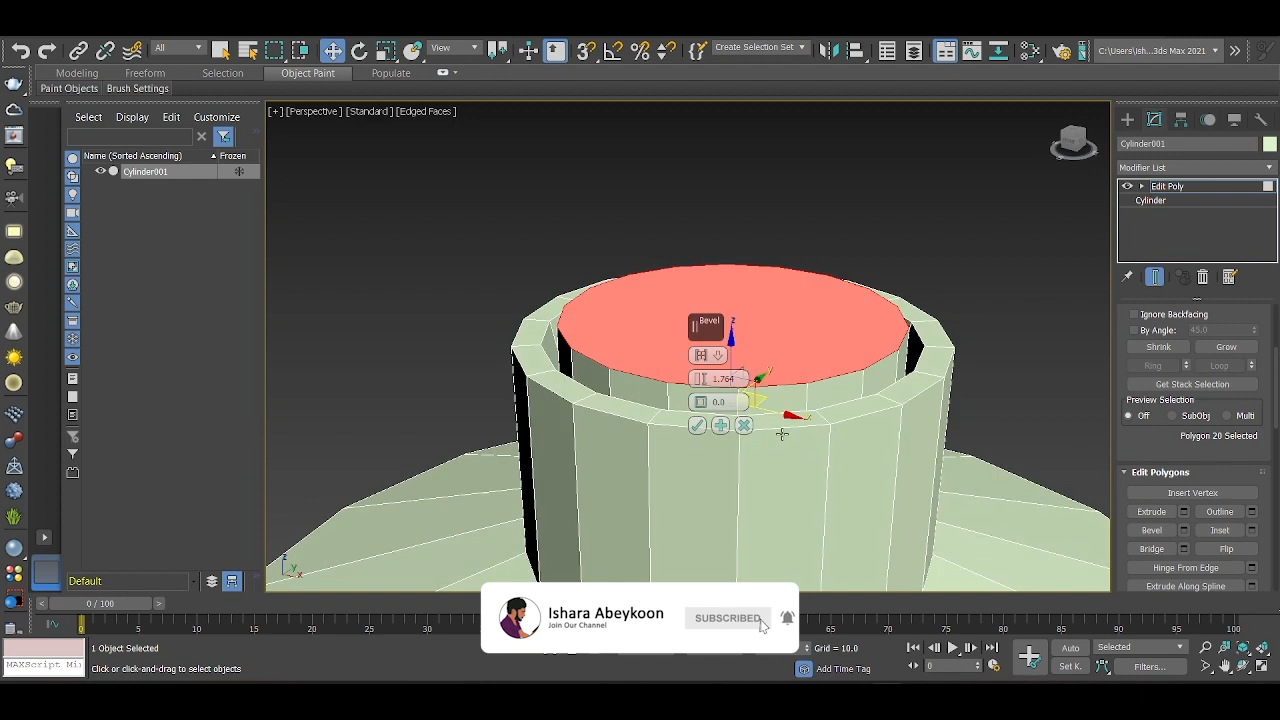 All
View
3
Create Selection Set
C:\Users\ish...3ds Max 2021
Modeling Freeform Selection Object Paint Populate
Paint Objects Brush Settings
Select Display Edit Customize
[+] [Perspective] [Standard] [Edged Faces]
Name (Sorted Ascending) Frozen
Cylinder001
Cylinder001
Modifier List
Edit Poly
Cylinder
Ignore Backfacing
By Angle: 45.0
Shrink Grow
Ring Loop
Get Stack Selection
Preview Selection
Off SubObj Multi
Polygon 20 Selected
Edit Polygons
Insert Vertex
Extrude Outline
Bevel Inset
Bridge Flip
Hinge From Edge
Extrude Along Spline
Bevel
1.764
0.0
z
y
x
z
y
x
Default
0 / 100
0 5 10 15 20 25 30 65 70 75 80 85 90 95 100
Ishara Abeykoon
Join Our Channel
SUBSCRIBED
1 Object Selected
Click or click-and-drag to select objects
MAXScript Mi
Grid = 10.0
Add Time Tag
0
Auto
Selected
Set K.
Filters...